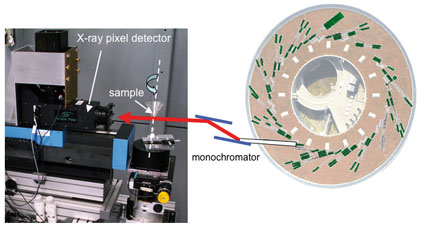 X-ray pixel detector
sample
monochromator